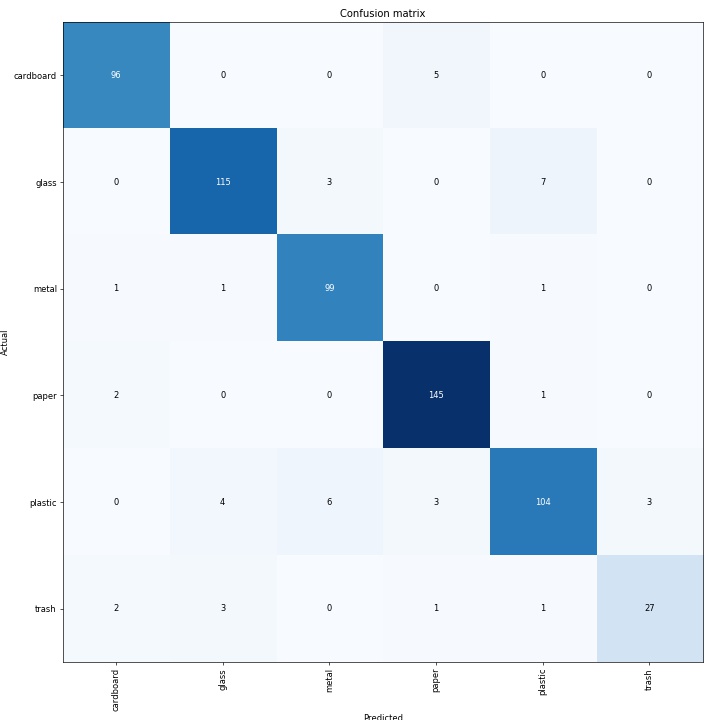 Confusion matrix
cardboard 96 0 0 5 0 0
glass 0 115 3 0 7 0
metal 1 1 99 0 1 0
paper 2 0 0 145 1 0
plastic 0 4 6 3 104 3
trash 2 3 0 1 1 27
Actual
cardboard glass metal paper plastic trash
Predicted